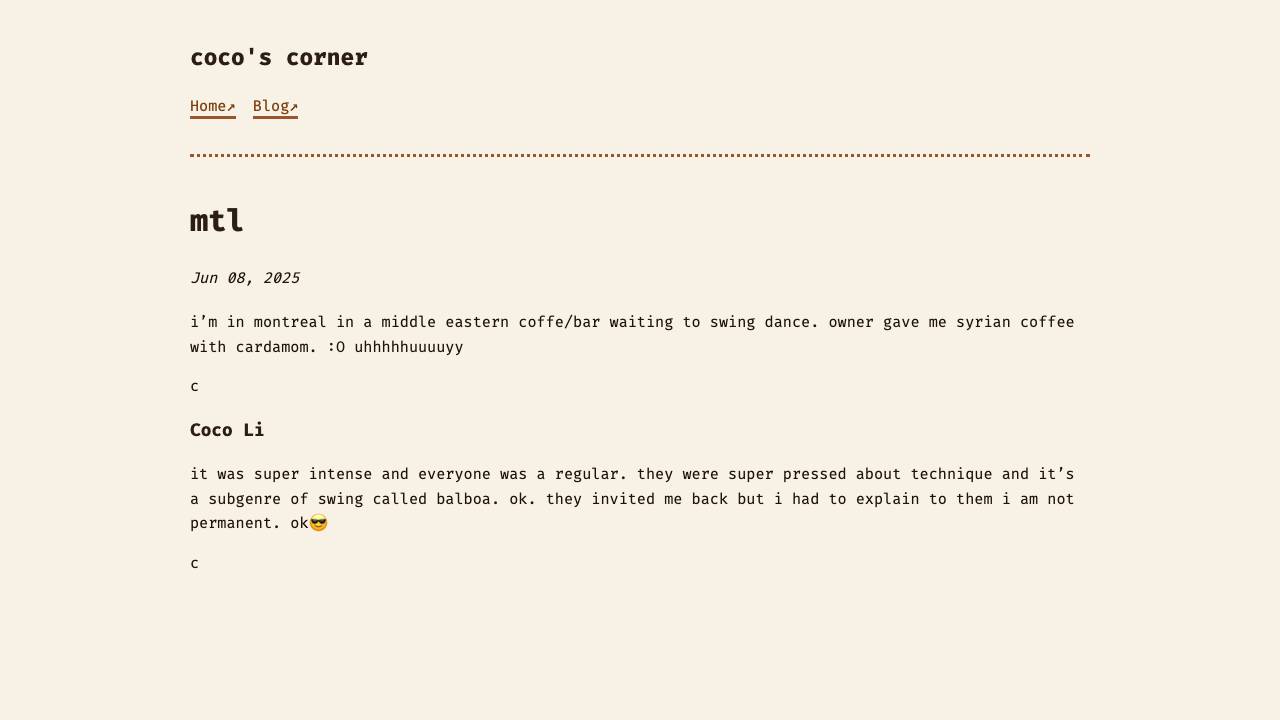 coco's corner
Home↗ Blog↗
mtl
Jun 08, 2025
i’m in montreal in a middle eastern coffe/bar waiting to swing dance. owner gave me syrian coffee
with cardamom. :O uhhhhhuuuuyy
c
Coco Li
it was super intense and everyone was a regular. they were super pressed about technique and it’s
a subgenre of swing called balboa. ok. they invited me back but i had to explain to them i am not
permanent. ok😎
c